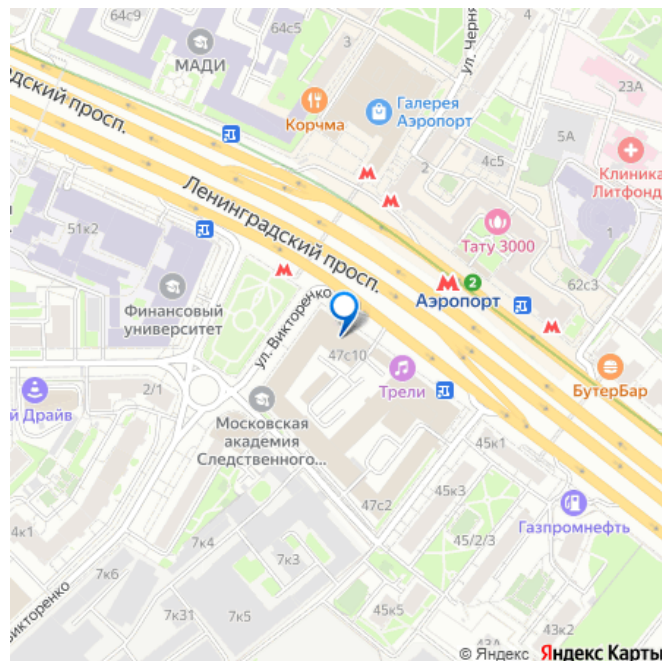 64с9
64с5
МАДИ
3
ул. Черня
4
Корчма
Галерея
Аэропорт
23А
5А
дский просп.
2
4с5
Клиника
Литфонд
Ленинградский просп.
51к2
Тату 3000
1
Финансовый
университет
2
Аэропорт
62с3
ул. Викторенко
47с10
Трели
БутерБар
2/1
й Драйв
Московская
академия
Следственного...
45к1
45к3
47с2
Газпромнефть
4к1
7к4
45/2/3
7к3
7к6
Викторенко
7к31
7к5
45к5
43А
43к2
© Яндекс Яндекс Карты